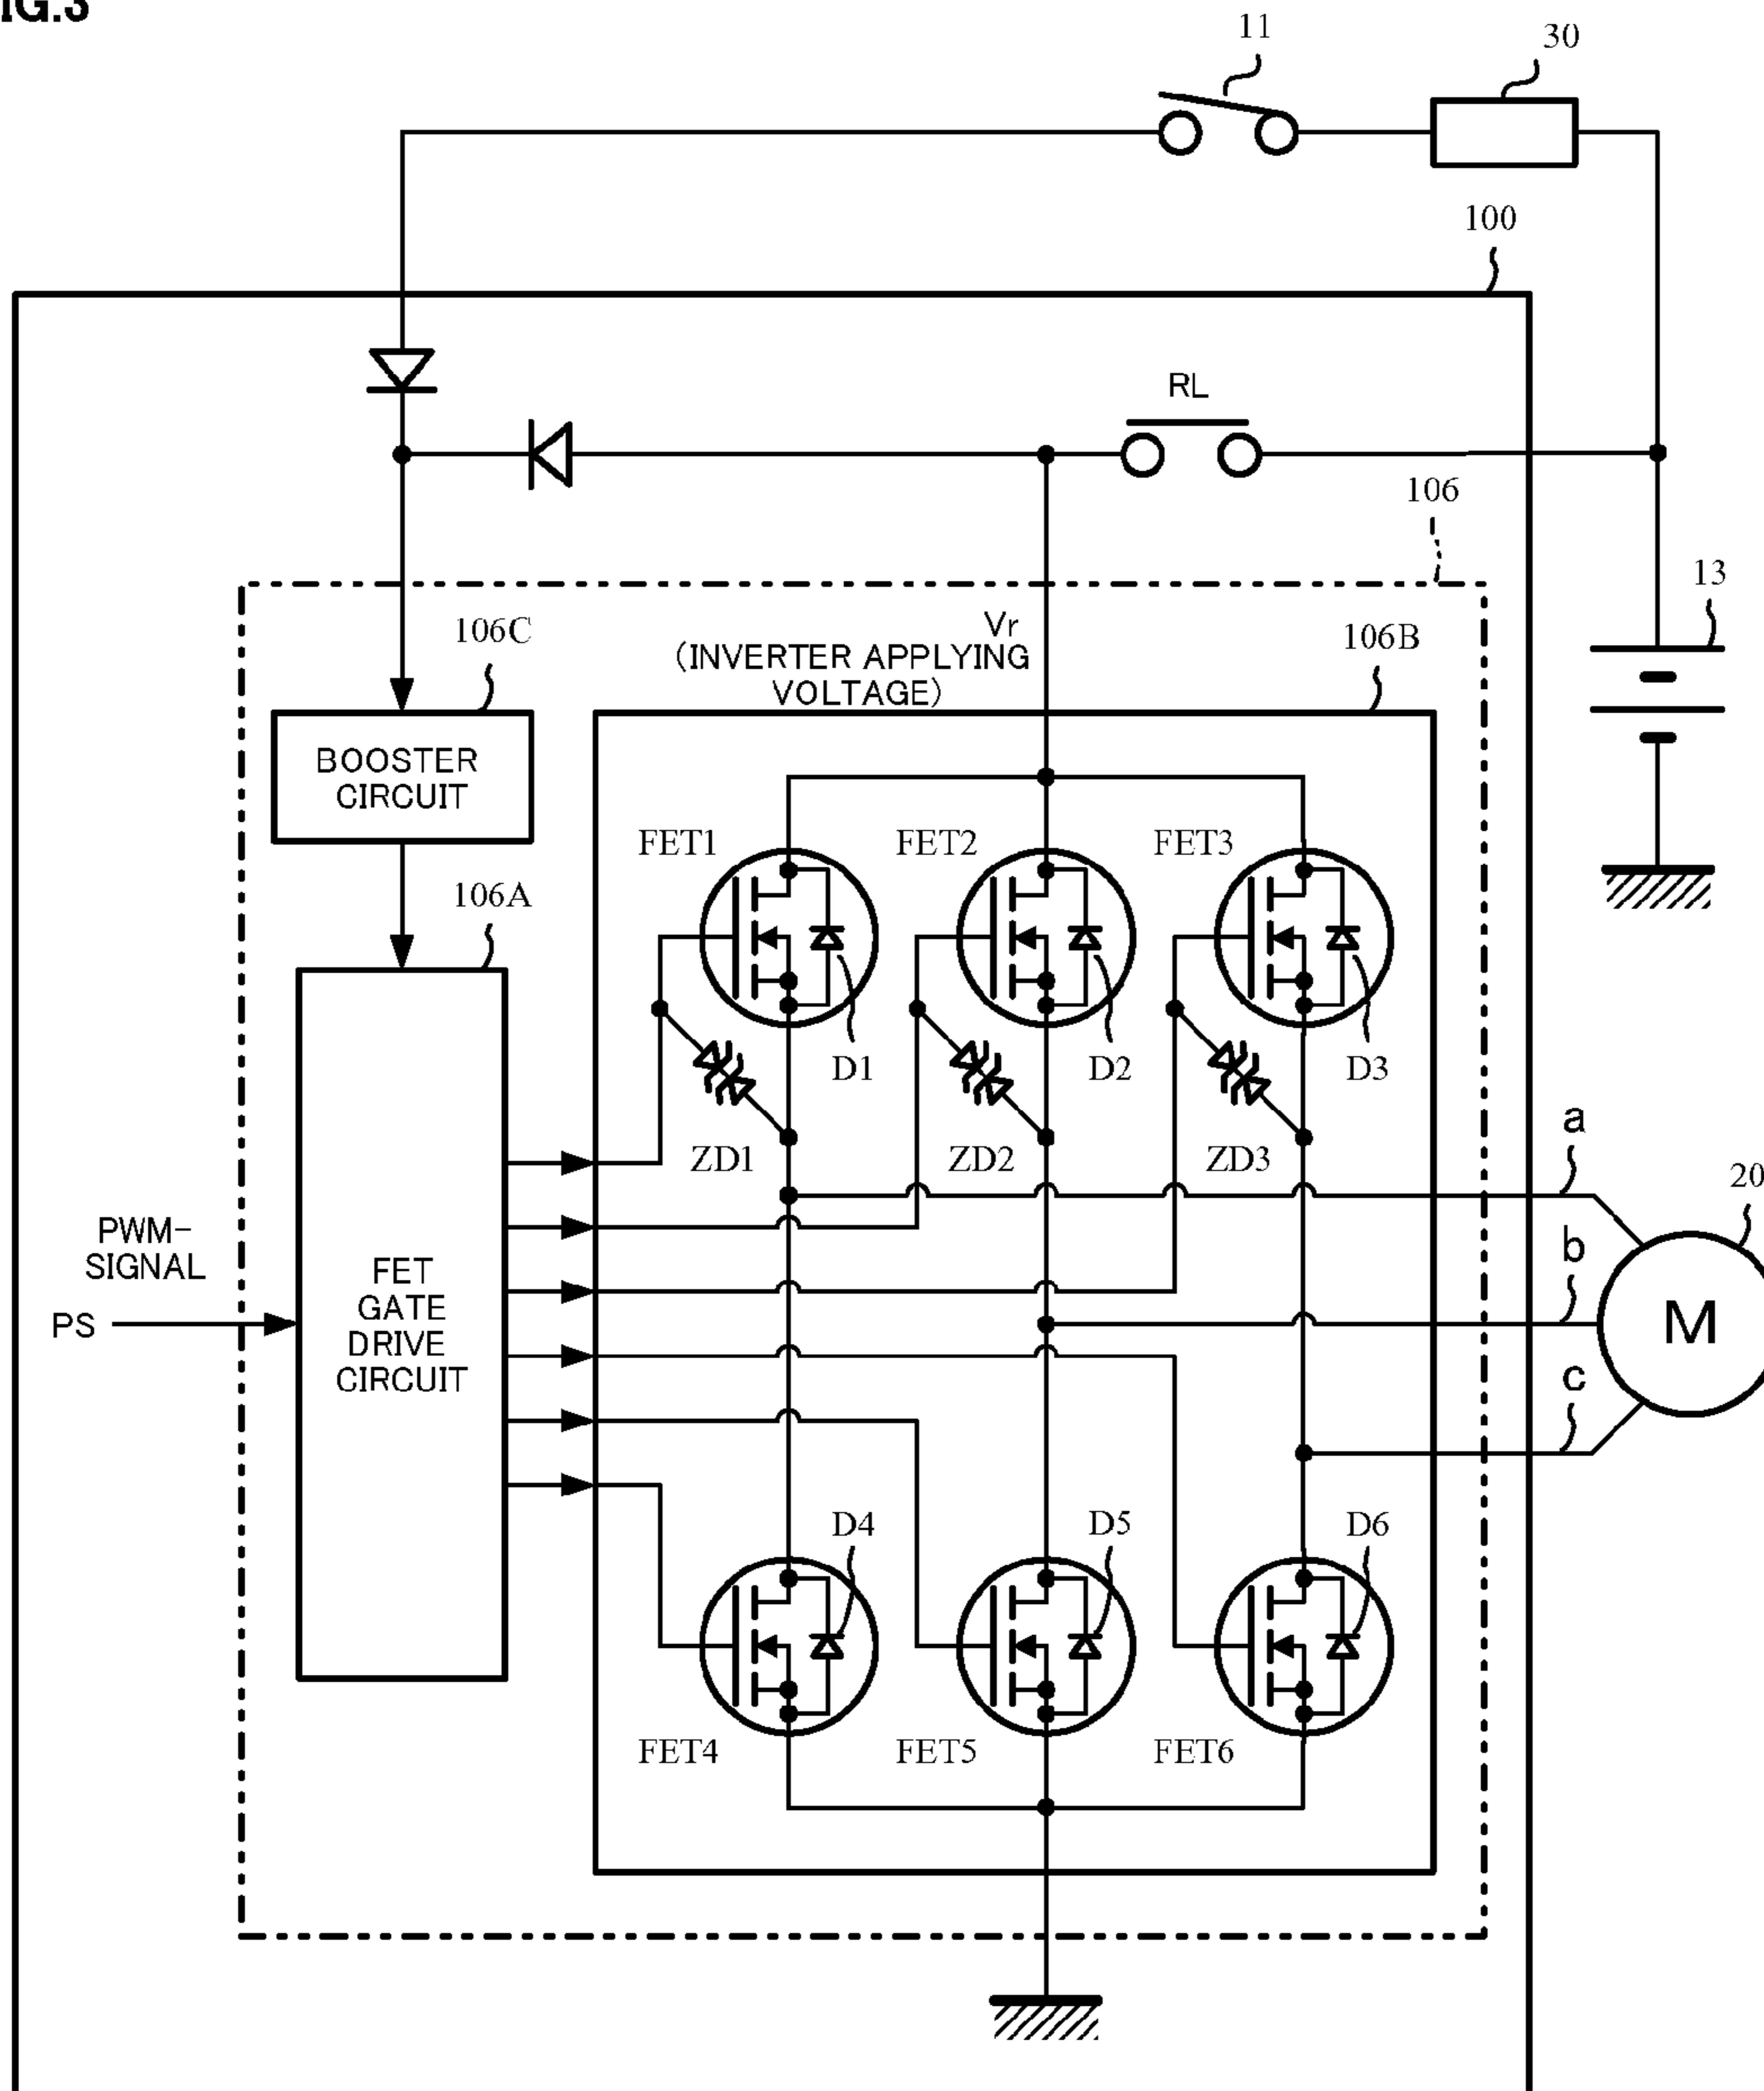 IG.3
11
30
100
RL
106
13
106C
Vr
(INVERTER APPLYING
VOLTAGE)
106B
BOOSTER
CIRCUIT
FET1
FET2
FET3
106A
D1
D2
D3
ZD1
ZD2
ZD3
a
20
PWM-
SIGNAL
b
FET
GATE
DRIVE
CIRCUIT
PS
M
c
D4
D5
D6
FET4
FET5
FET6